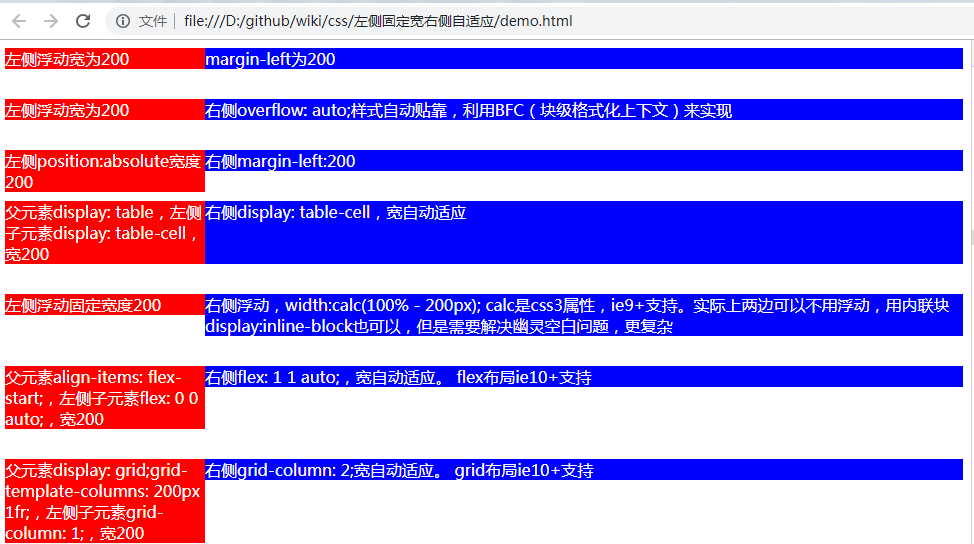 文件 file:///D:/github/wiki/css/左侧固定宽右侧自适应/demo.html
左侧浮动宽为200
margin-left为200
左侧浮动宽为200
右侧overflow: auto;样式自动贴靠，利用BFC（块级格式化上下文）来实现
左侧position:absolute宽度
200
右侧margin-left:200
父元素display: table，左侧
子元素display: table-cell，
宽200
右侧display: table-cell，宽自动适应
左侧浮动固定宽度200
右侧浮动，width:calc(100% - 200px); calc是css3属性，ie9+支持。实际上两边可以不用浮动，用内联块
display:inline-block也可以，但是需要解决幽灵空白问题，更复杂
父元素align-items: flex-
start;，左侧子元素flex: 0 0
auto;，宽200
右侧flex: 1 1 auto;，宽自动适应。 flex布局ie10+支持
父元素display: grid;grid-
template-columns: 200px
1fr;，左侧子元素grid-
column: 1;，宽200
右侧grid-column: 2;宽自动适应。 grid布局ie10+支持